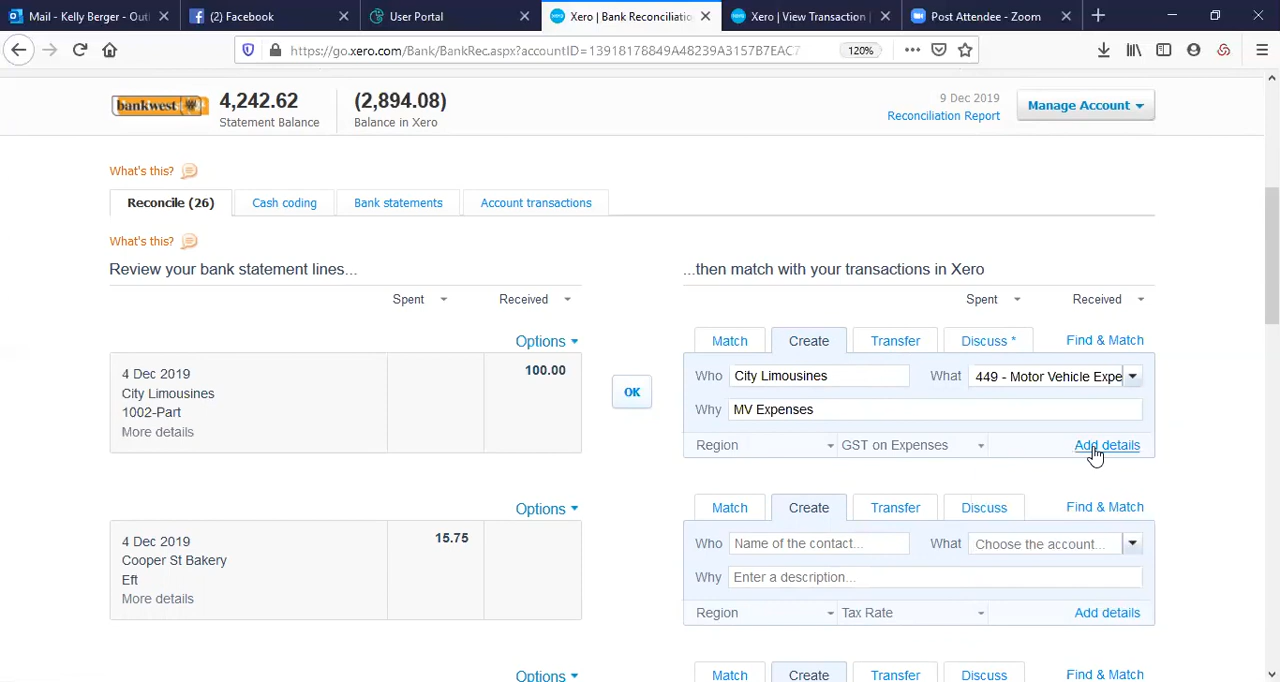 Mail - Kelly Berger - Outl
(2) Facebook
User Portal
Xero | Bank Reconciliatio
Xero | View Transaction
Post Attendee - Zoom
https://go.xero.com/Bank/BankRec.aspx?accountID=13918176849A48239A3157B7EAC7
120%
bankwest
4,242.62
Statement Balance
(2,894.08)
Balance in Xero
9 Dec 2019
Reconciliation Report
Manage Account
What's this?
Reconcile (26)
Cash coding
Bank statements
Account transactions
What's this?
Review your bank statement lines...
...then match with your transactions in Xero
Spent
Received
Spent
Received
Options
Match
Create
Transfer
Discuss *
Find & Match
4 Dec 2019
City Limousines
1002-Part
More details
100.00
OK
Who City Limousines
What 449 - Motor Vehicle Expe
Why MV Expenses
Region
GST on Expenses
Add details
Options
Match
Create
Transfer
Discuss
Find & Match
4 Dec 2019
Cooper St Bakery
Eft
More details
15.75
Who Name of the contact...
What Choose the account...
Why Enter a description...
Region
Tax Rate
Add details
Options
Match
Create
Transfer
Discuss
Find & Match